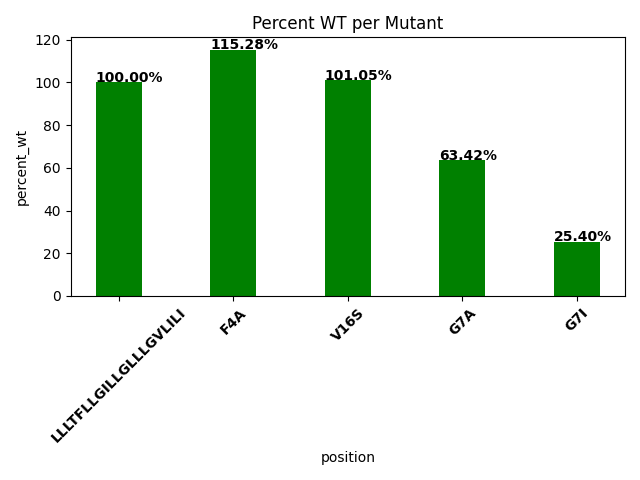 Percent WT per Mutant
percent_wt
120
100
80
60
40
20
0
100.00%
115.28%
101.05%
63.42%
25.40%
LLLTFLLGILLGLLLGVLILI
F4A
V16S
G7A
G7I
position